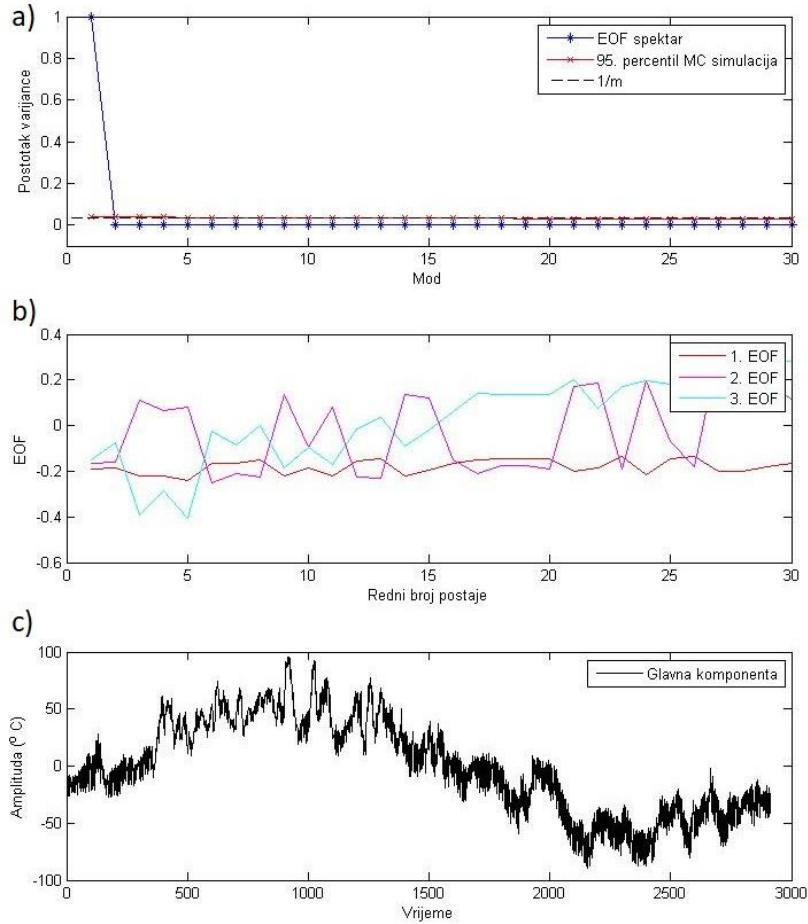 a)
Postotak varijance
1
0.8
0.6
0.4
0.2
0
EOF spektar
95. percentil MC simulacija
1/m
0 5 10 15 20 25 30
Mod
b)
EOF
0.4
0.2
0
-0.2
-0.4
-0.6
1. EOF
2. EOF
3. EOF
0 5 10 15 20 25 30
Redni broj postaje
c)
Amplituda (° C)
100
50
0
-50
-100
Glavna komponenta
0 500 1000 1500 2000 2500 3000
Vrijeme